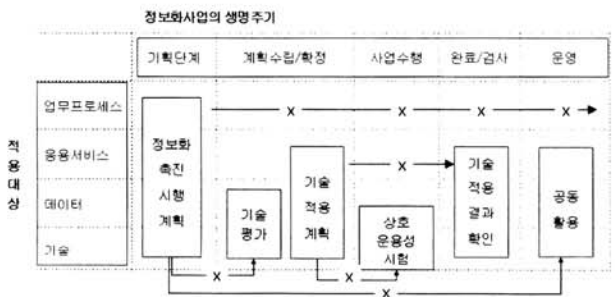 정보화사업의 생명주기
기획단계 계획수립/확정 사업수행 완료/검사 운영
적용대상
업무프로세스
응용서비스
데이터
기술
정보화
촉진
시행
계획
기술
평가
기술
적용
계획
상호
운용성
시험
기술
적용
결과
확인
공동
활용
X X X X
X
X X
X